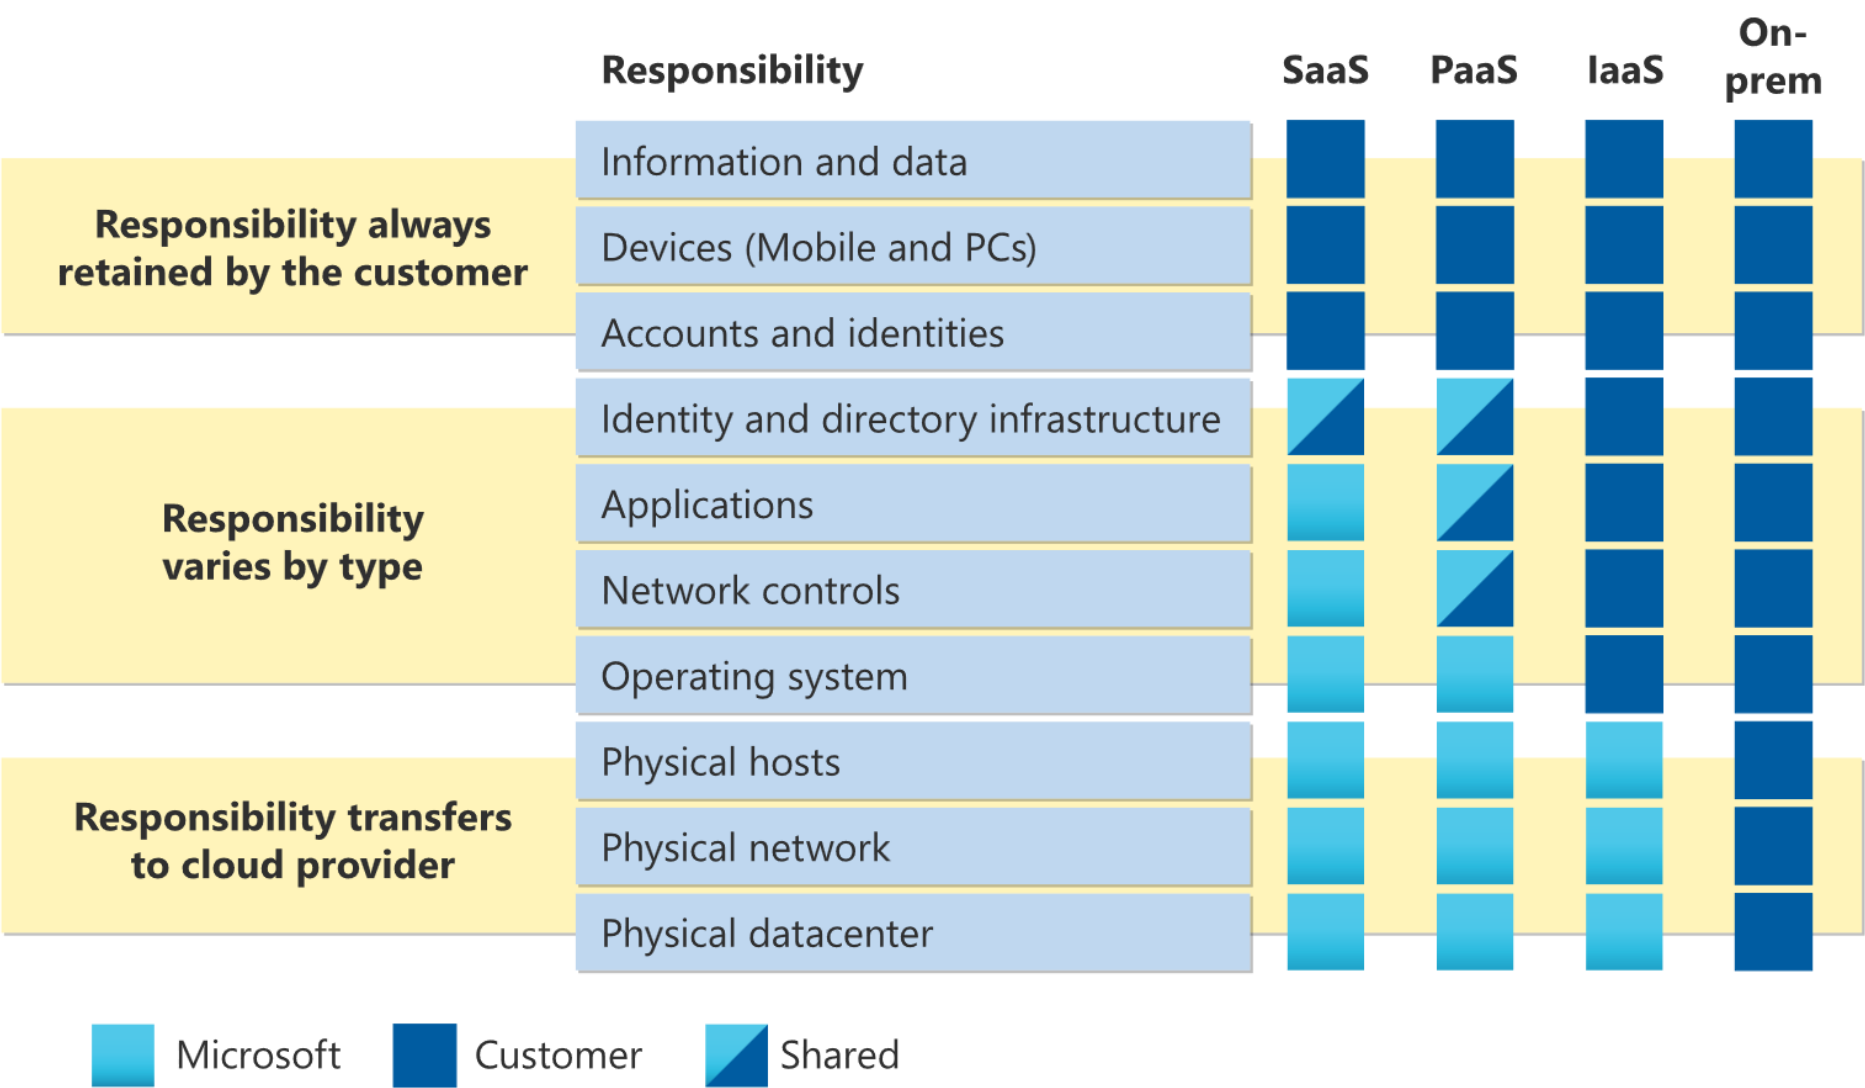 Responsibility
SaaS
PaaS
IaaS
On-
prem
Responsibility always
retained by the customer
Information and data
Devices (Mobile and PCs)
Accounts and identities
Responsibility
varies by type
Identity and directory infrastructure
Applications
Network controls
Operating system
Responsibility transfers
to cloud provider
Physical hosts
Physical network
Physical datacenter
Microsoft
Customer
Shared